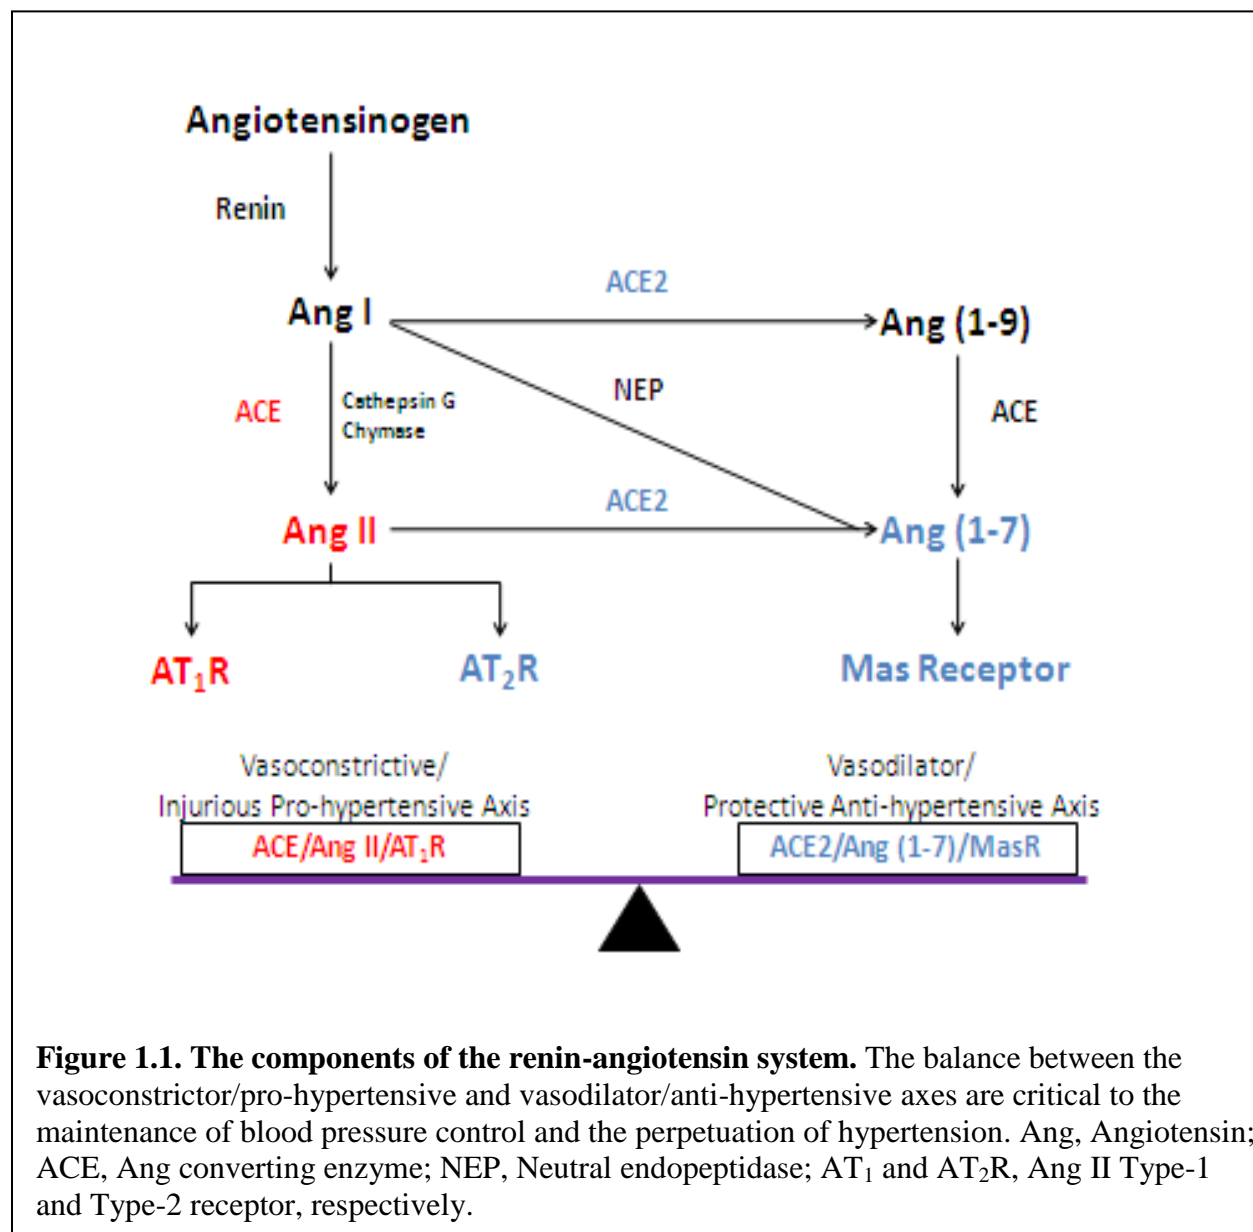 Angiotensinogen
Renin
ACE2
Ang I
Ang (1-9)
NEP
ACE
Cathepsin G
Chymase
ACE
ACE2
Ang II
Ang (1-7)
AT₁R
AT₂R
Mas Receptor
Vasoconstrictive/
Injurious Pro-hypertensive Axis
ACE/Ang II/AT₁R
Vasodilator/
Protective Anti-hypertensive Axis
ACE2/Ang (1-7)/MasR
Figure 1.1. The components of the renin-angiotensin system. The balance between the
vasoconstrictor/pro-hypertensive and vasodilator/anti-hypertensive axes are critical to the
maintenance of blood pressure control and the perpetuation of hypertension. Ang, Angiotensin;
ACE, Ang converting enzyme; NEP, Neutral endopeptidase; AT₁ and AT₂R, Ang II Type-1
and Type-2 receptor, respectively.